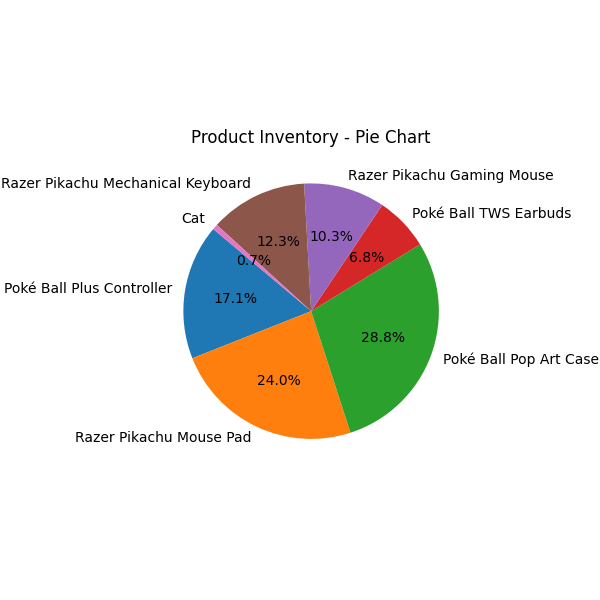 Product Inventory - Pie Chart
Razer Pikachu Gaming Mouse
Razer Pikachu Mechanical Keyboard
Poké Ball TWS Earbuds
Cat
10.3%
12.3%
6.8%
0.7%
Poké Ball Plus Controller
17.1%
28.8%
Poké Ball Pop Art Case
24.0%
Razer Pikachu Mouse Pad